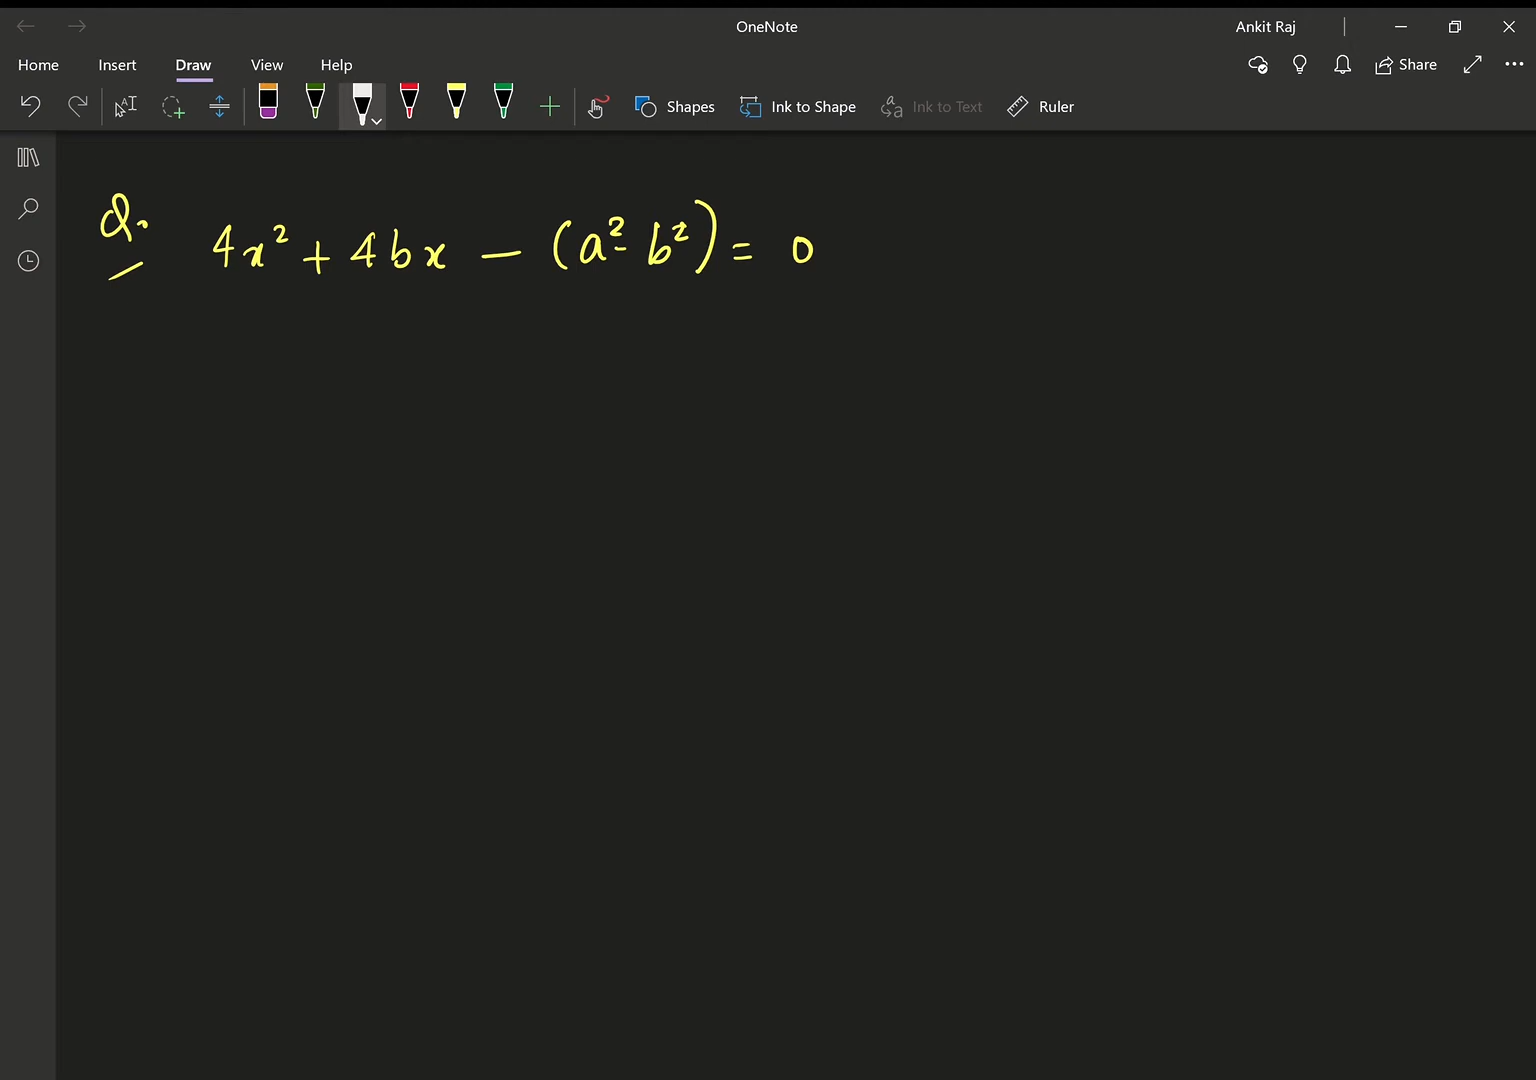 OneNote
Ankit Raj
Home Insert Draw View Help
Share
Shapes Ink to Shape Ink to Text Ruler
Q. 4x² + 4bx - (a² - b²) = 0